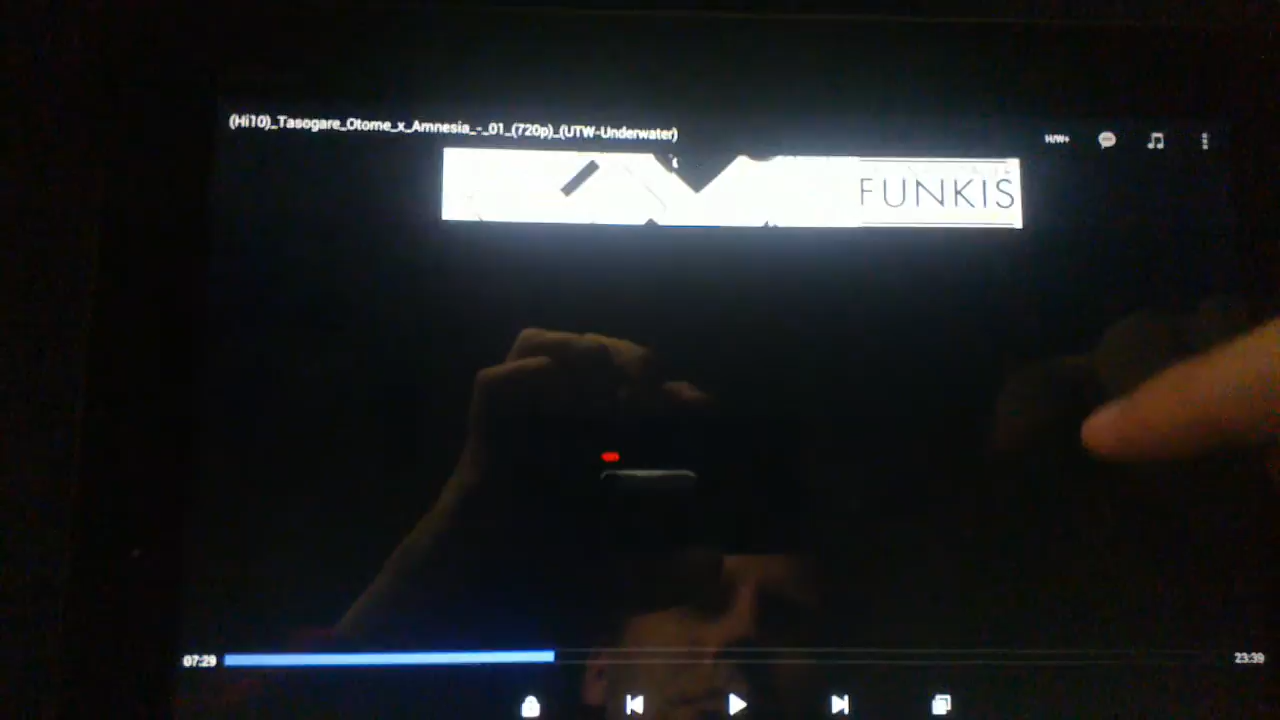 (Hi10)_Tasogare_Otome_x_Amnesia_-_01_(720p)_(UTW-Underwater)
H/W+
FUNKIS
07:29
23:39